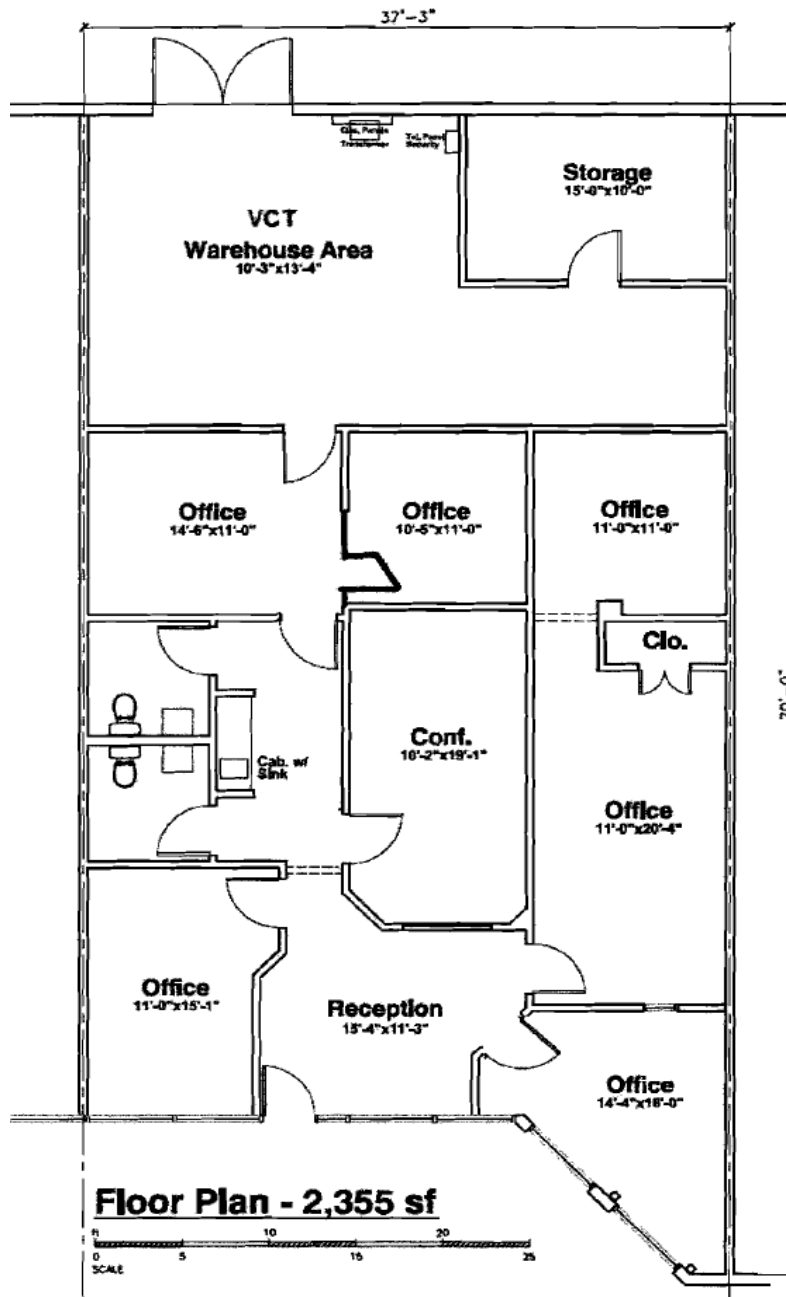 37'-3"
Transformer
Security
Storage
15'-0"x10'-0"
VCT
Warehouse Area
10'-3"x13'-4"
Office
14'-6"x11'-0"
Office
10'-5"x11'-0"
Office
11'-0"x11'-0"
Clo.
Conf.
10'-2"x19'-1"
Cab. w/
Sink
Office
11'-0"x20'-4"
Office
11'-0"x15'-1"
Reception
15'-4"x11'-3"
Office
14'-4"x16'-0"
Floor Plan - 2,355 sf
ft
10
20
0
5
15
25
SCALE